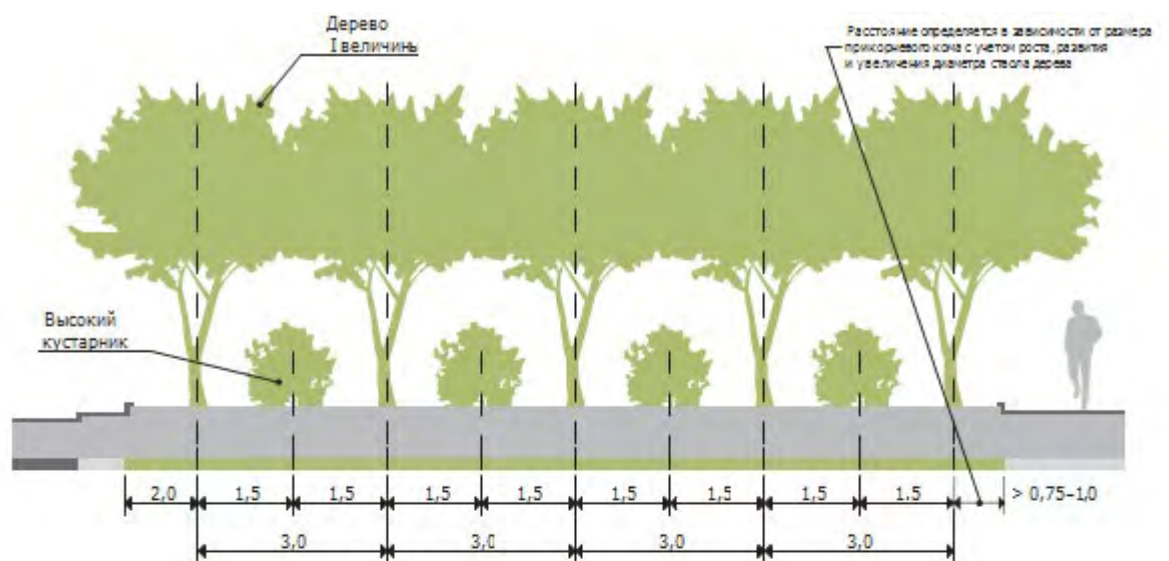 Дерево
I величинь
Расстояние определяется в зависимости от размера
прикорневого кома с учетом роста, развития
и увеличения диаметра ствола дерева
Высокий
кустарник
2,0 1,5 1,5 1,5 1,5 1,5 1,5 1,5 1,5 > 0,75–1,0
3,0 3,0 3,0 3,0